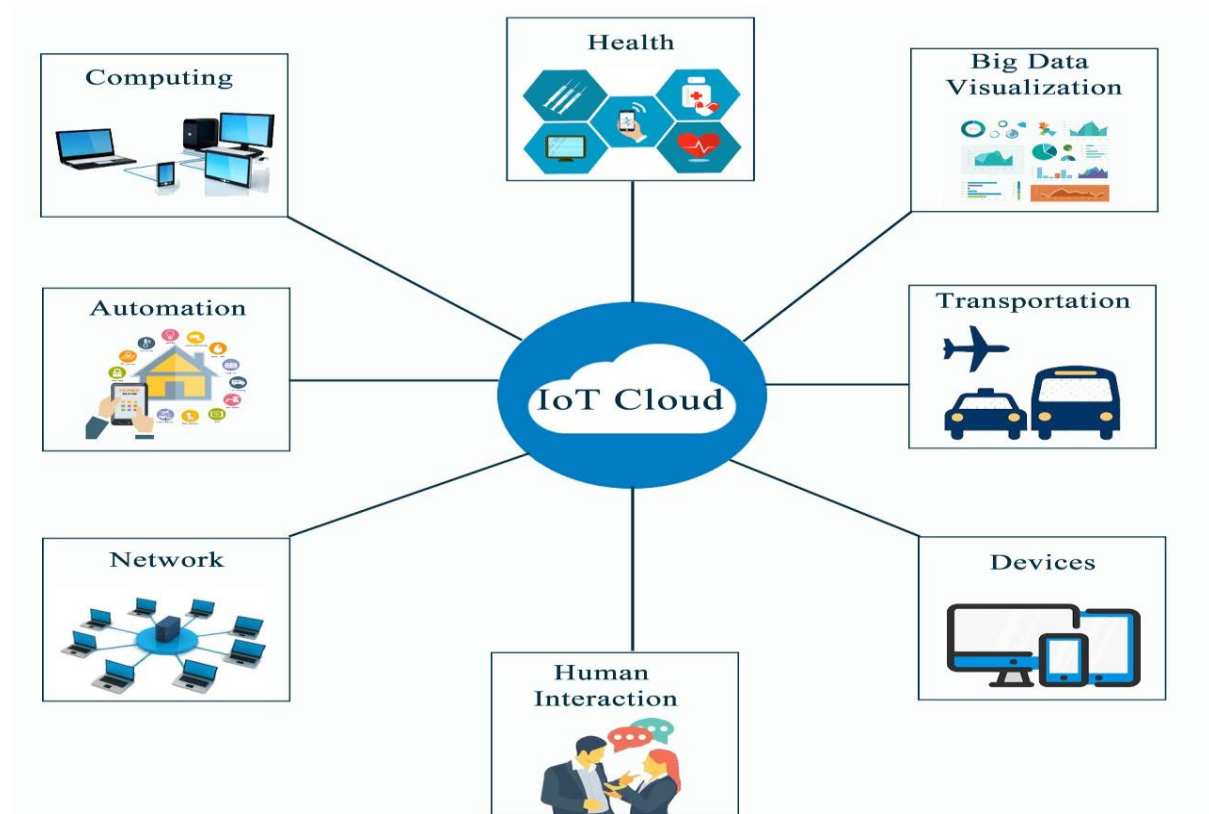 Health
Computing
Big Data
Visualization
Automation
Transportation
IoT Cloud
Network
Devices
Human
Interaction